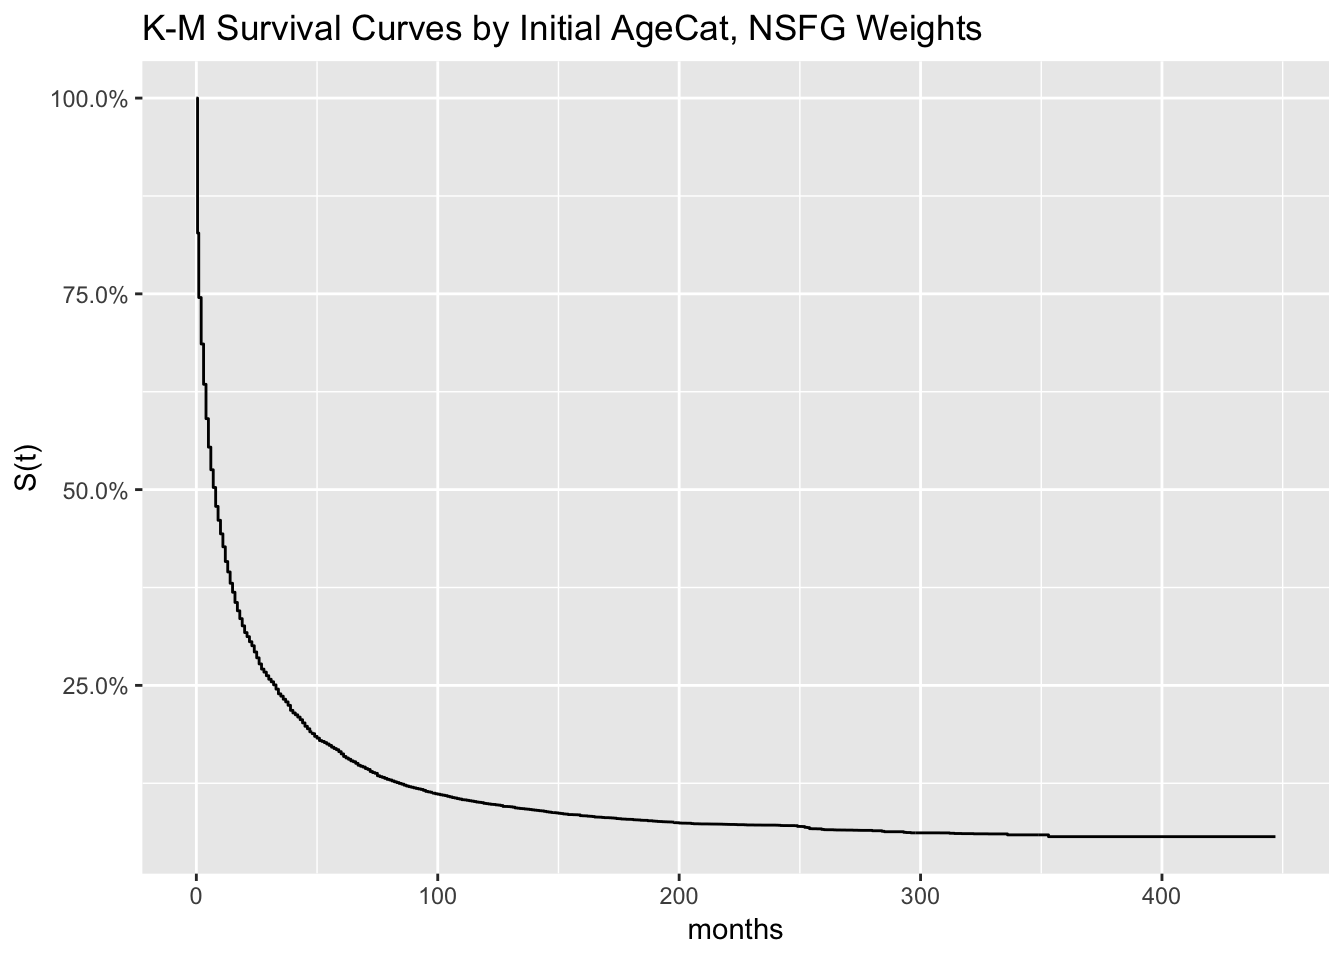 K-M Survival Curves by Initial AgeCat, NSFG Weights
100.0%
75.0%
50.0%
25.0%
S(t)
0 100 200 300 400
months